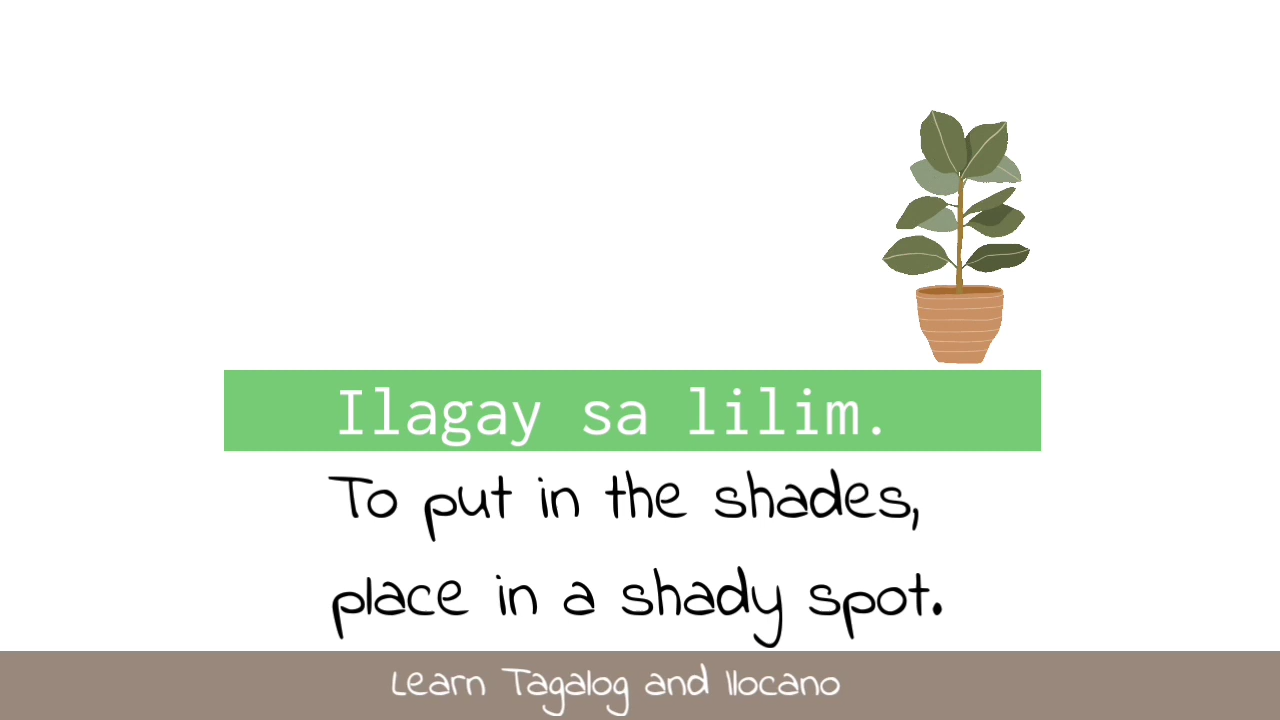 Ilagay sa lilim.
To put in the shades,
place in a shady spot.
Learn Tagalog and Ilocano